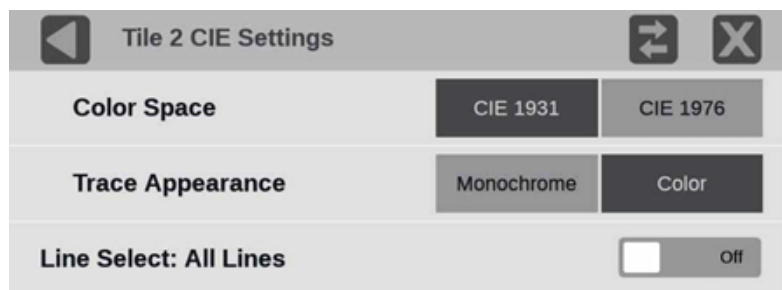 Tile 2 CIE Settings
Color Space CIE 1931 CIE 1976
Trace Appearance Monochrome Color
Line Select: All Lines Off